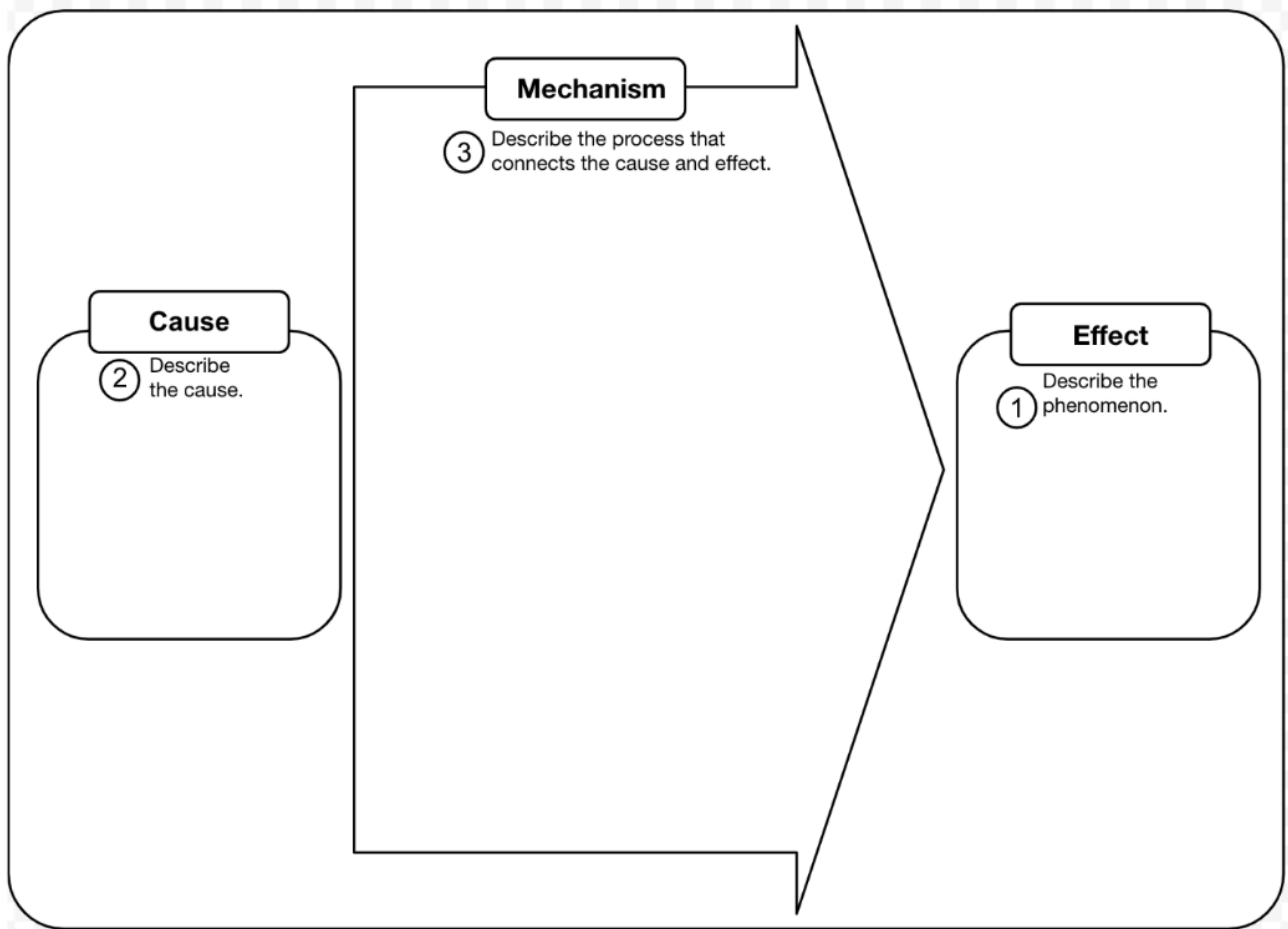 Mechanism
3
Describe the process that
connects the cause and effect.
Cause
2
Describe
the cause.
Effect
1
Describe the
phenomenon.